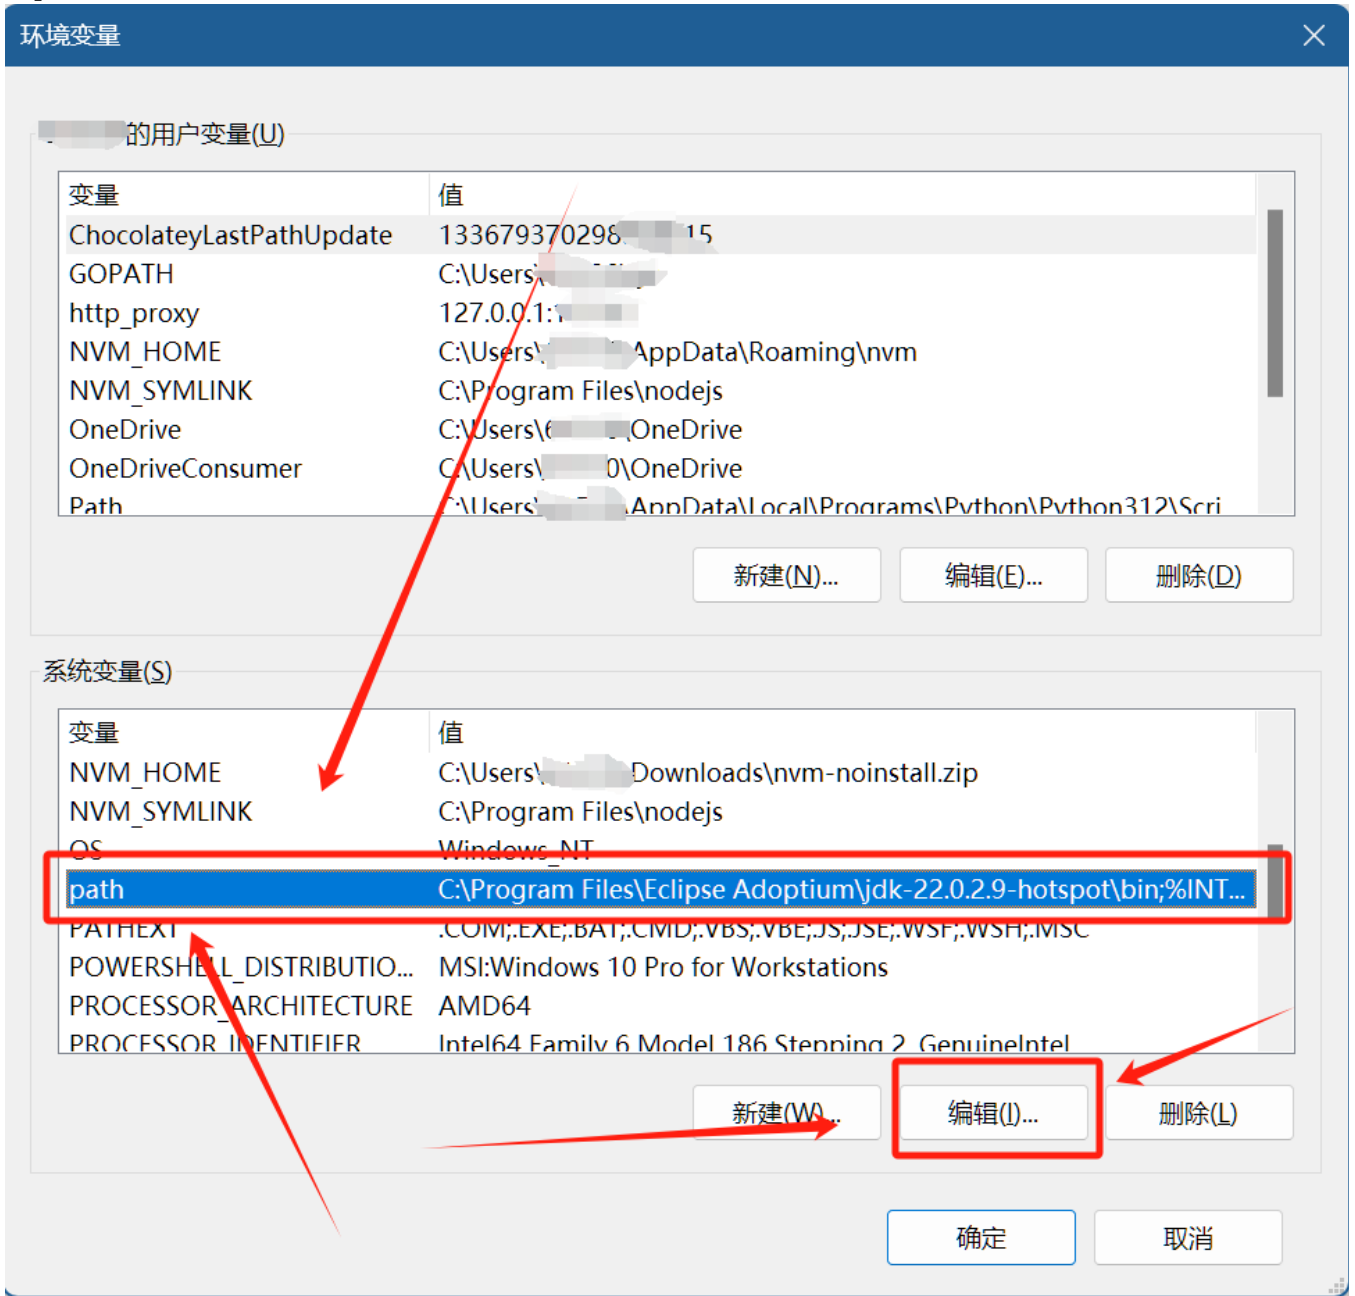 环境变量
的用户变量(U)
变量 值
ChocolateyLastPathUpdate 133679370298 15
GOPATH C:\Users\
http_proxy 127.0.0.1:
NVM_HOME C:\Users\ AppData\Roaming\nvm
NVM_SYMLINK C:\Program Files\nodejs
OneDrive C:\Users\6 \OneDrive
OneDriveConsumer C:\Users\ 0\OneDrive
Path C:\Users\ \AppData\Local\Programs\Python\Python312\Scri
新建(N)... 编辑(E)... 删除(D)
系统变量(S)
变量 值
NVM_HOME C:\Users\ Downloads\nvm-noinstall.zip
NVM_SYMLINK C:\Program Files\nodejs
OS Windows_NT
path C:\Program Files\Eclipse Adoptium\jdk-22.0.2.9-hotspot\bin;%INT...
PATHEXT .COM;.EXE;.BAT;.CMD;.VBS;.VBE;.JS;.JSE;.WSF;.WSH;.MSC
POWERSHELL_DISTRIBUTIO... MSI:Windows 10 Pro for Workstations
PROCESSOR_ARCHITECTURE AMD64
PROCESSOR_IDENTIFIER Intel64 Family 6 Model 186 Stepping 2, GenuineIntel
新建(W)... 编辑(I)... 删除(L)
确定 取消